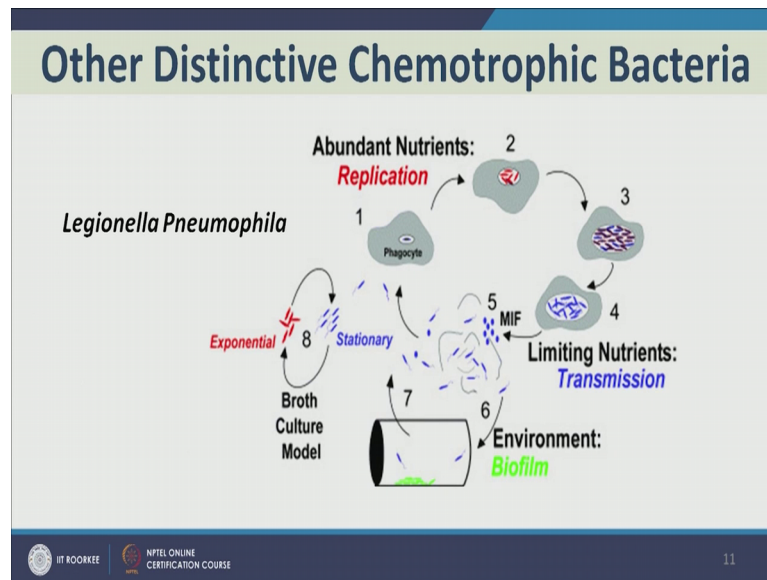 Other Distinctive Chemotrophic Bacteria
Abundant Nutrients:
Replication
Legionella Pneumophila
1
2
3
Phagocyte
4
5
MIF
Exponential
8
Stationary
Limiting Nutrients:
Transmission
Broth
Culture
Model
7
6
Environment:
Biofilm
IIT ROORKEE
NPTEL ONLINE
CERTIFICATION COURSE
11